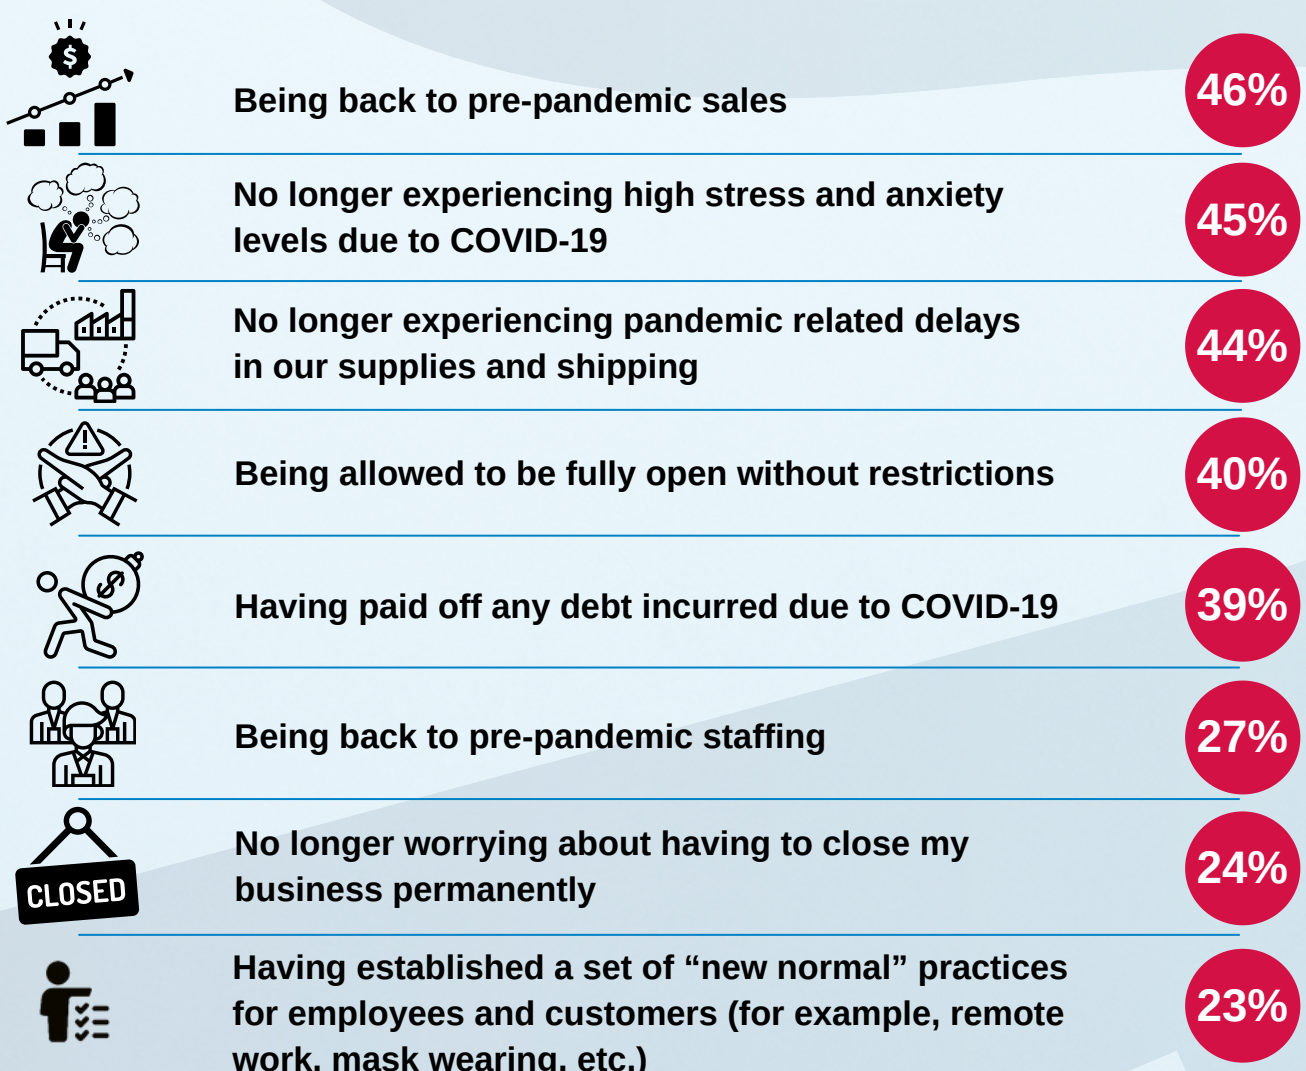 Being back to pre-pandemic sales
46%
No longer experiencing high stress and anxiety
levels due to COVID-19
45%
No longer experiencing pandemic related delays
in our supplies and shipping
44%
Being allowed to be fully open without restrictions
40%
Having paid off any debt incurred due to COVID-19
39%
Being back to pre-pandemic staffing
27%
CLOSED
No longer worrying about having to close my
business permanently
24%
Having established a set of “new normal” practices
for employees and customers (for example, remote
work, mask wearing, etc.)
23%